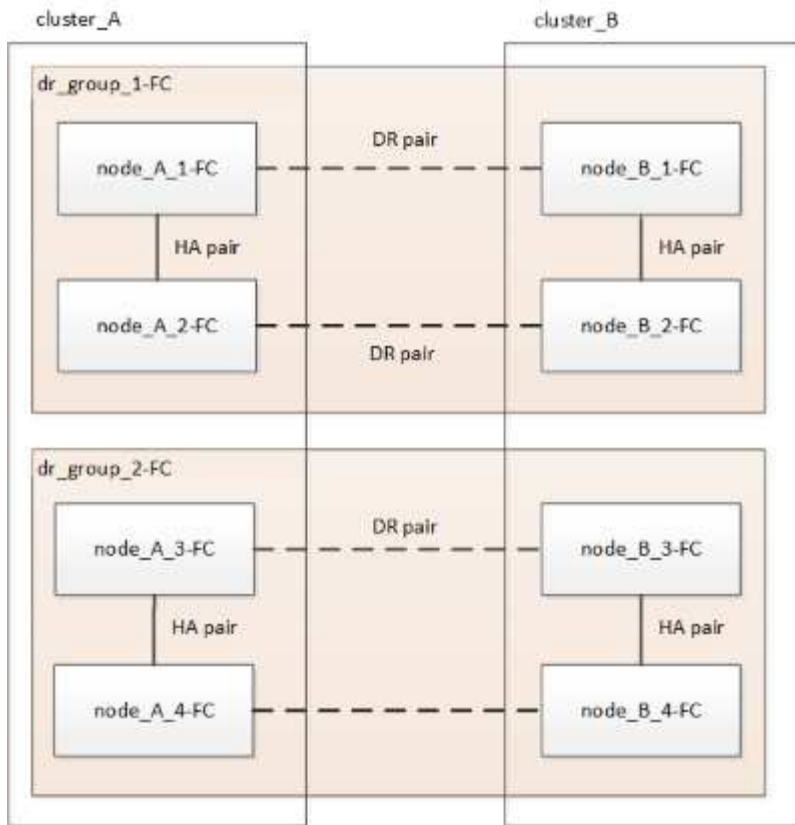 cluster_A
cluster_B
dr_group_1-FC
DR pair
node_A_1-FC
node_B_1-FC
HA pair
HA pair
node_A_2-FC
node_B_2-FC
DR pair
dr_group_2-FC
DR pair
node_A_3-FC
node_B_3-FC
HA pair
HA pair
node_A_4-FC
node_B_4-FC